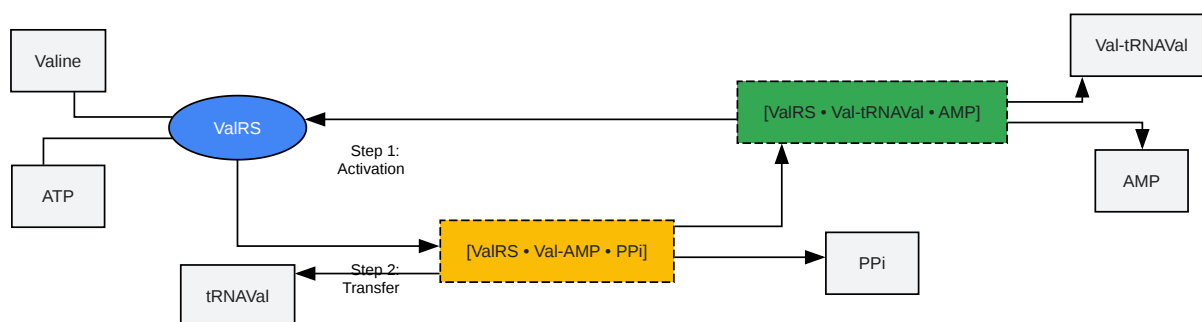 Val-tRNAVal
Valine
[ValRS • Val-tRNAVal • AMP]
ValRS
Step 1:
Activation
AMP
ATP
[ValRS • Val-AMP • PPi]
PPi
Step 2:
Transfer
tRNAVal